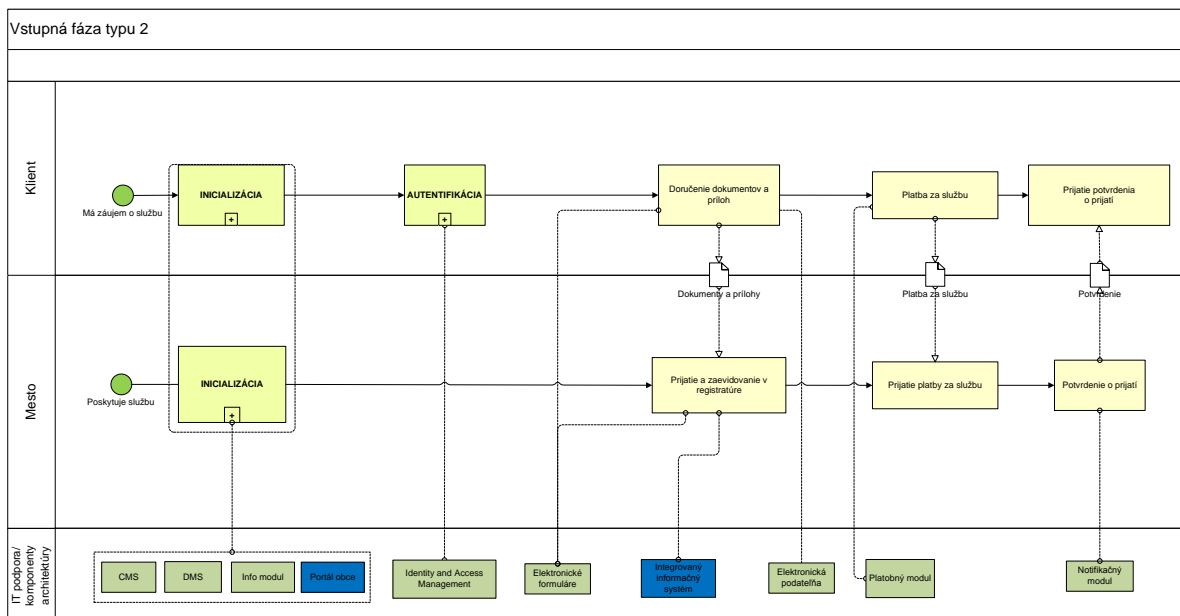 Vstupná fáza typu 2
Klient
Má záujem o službu
INICIALIZÁCIA
+
AUTENTIFIKÁCIA
+
Doručenie dokumentov a
príloh
Platba za službu
Prijatie potvrdenia
o prijatí
Dokumenty a prílohy
Platba za službu
Potvrdenie
Mesto
Poskytuje službu
INICIALIZÁCIA
+
Prijatie a zaevidovanie v
registratúre
Prijatie platby za službu
Potvrdenie o prijatí
IT podpora/
komponenty
architektúry
CMS
DMS
Info modul
Portál obce
Identity and Access
Management
Elektronické
formuláre
Integrovaný
informačný
systém
Elektronická
podateľňa
Platobný modul
Notifikačný
modul